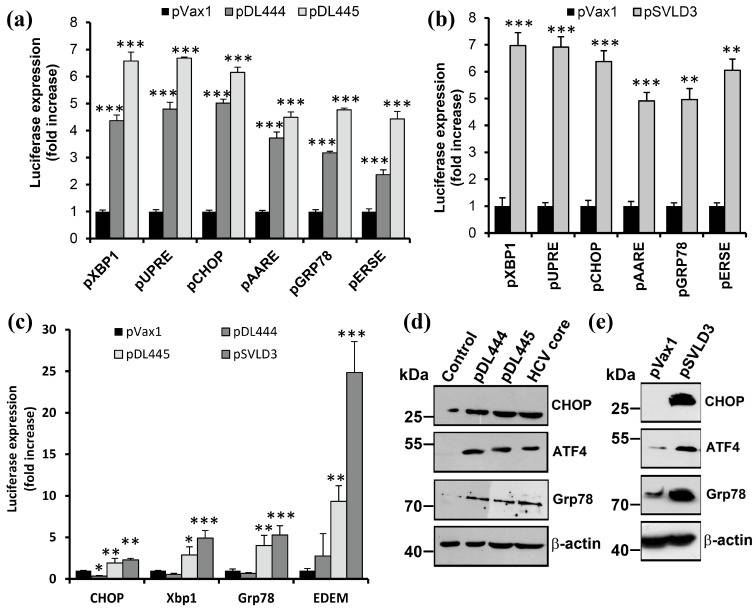 (a)
pVax1 pDL444 pDL445
Luciferase expression
(fold increase)
8
7
6
5
4
3
2
1
0
*** *** *** *** *** *** *** *** *** *** *** ***
pXBP1 pUPRE pCHOP pAARE pGRP78 pERSE
(b)
pVax1 pSVLD3
Luciferase expression
(fold increase)
8
7
6
5
4
3
2
1
0
*** *** *** *** ** **
pXBP1 pUPRE pCHOP pAARE pGRP78 pERSE
(c)
pVax1 pDL444
pDL445 pSVLD3
Luciferase expression
(fold increase)
30
25
20
15
10
5
0
* ** ** * *** ** *** ** ***
CHOP Xbp1 Grp78 EDEM
(d)
Control pDL444 pDL445 HCV core
kDa
25 CHOP
55 ATF4
70 Grp78
40 β-actin
(e)
pVax1 pSVLD3
kDa
25 CHOP
55 ATF4
70 Grp78
40 β-actin